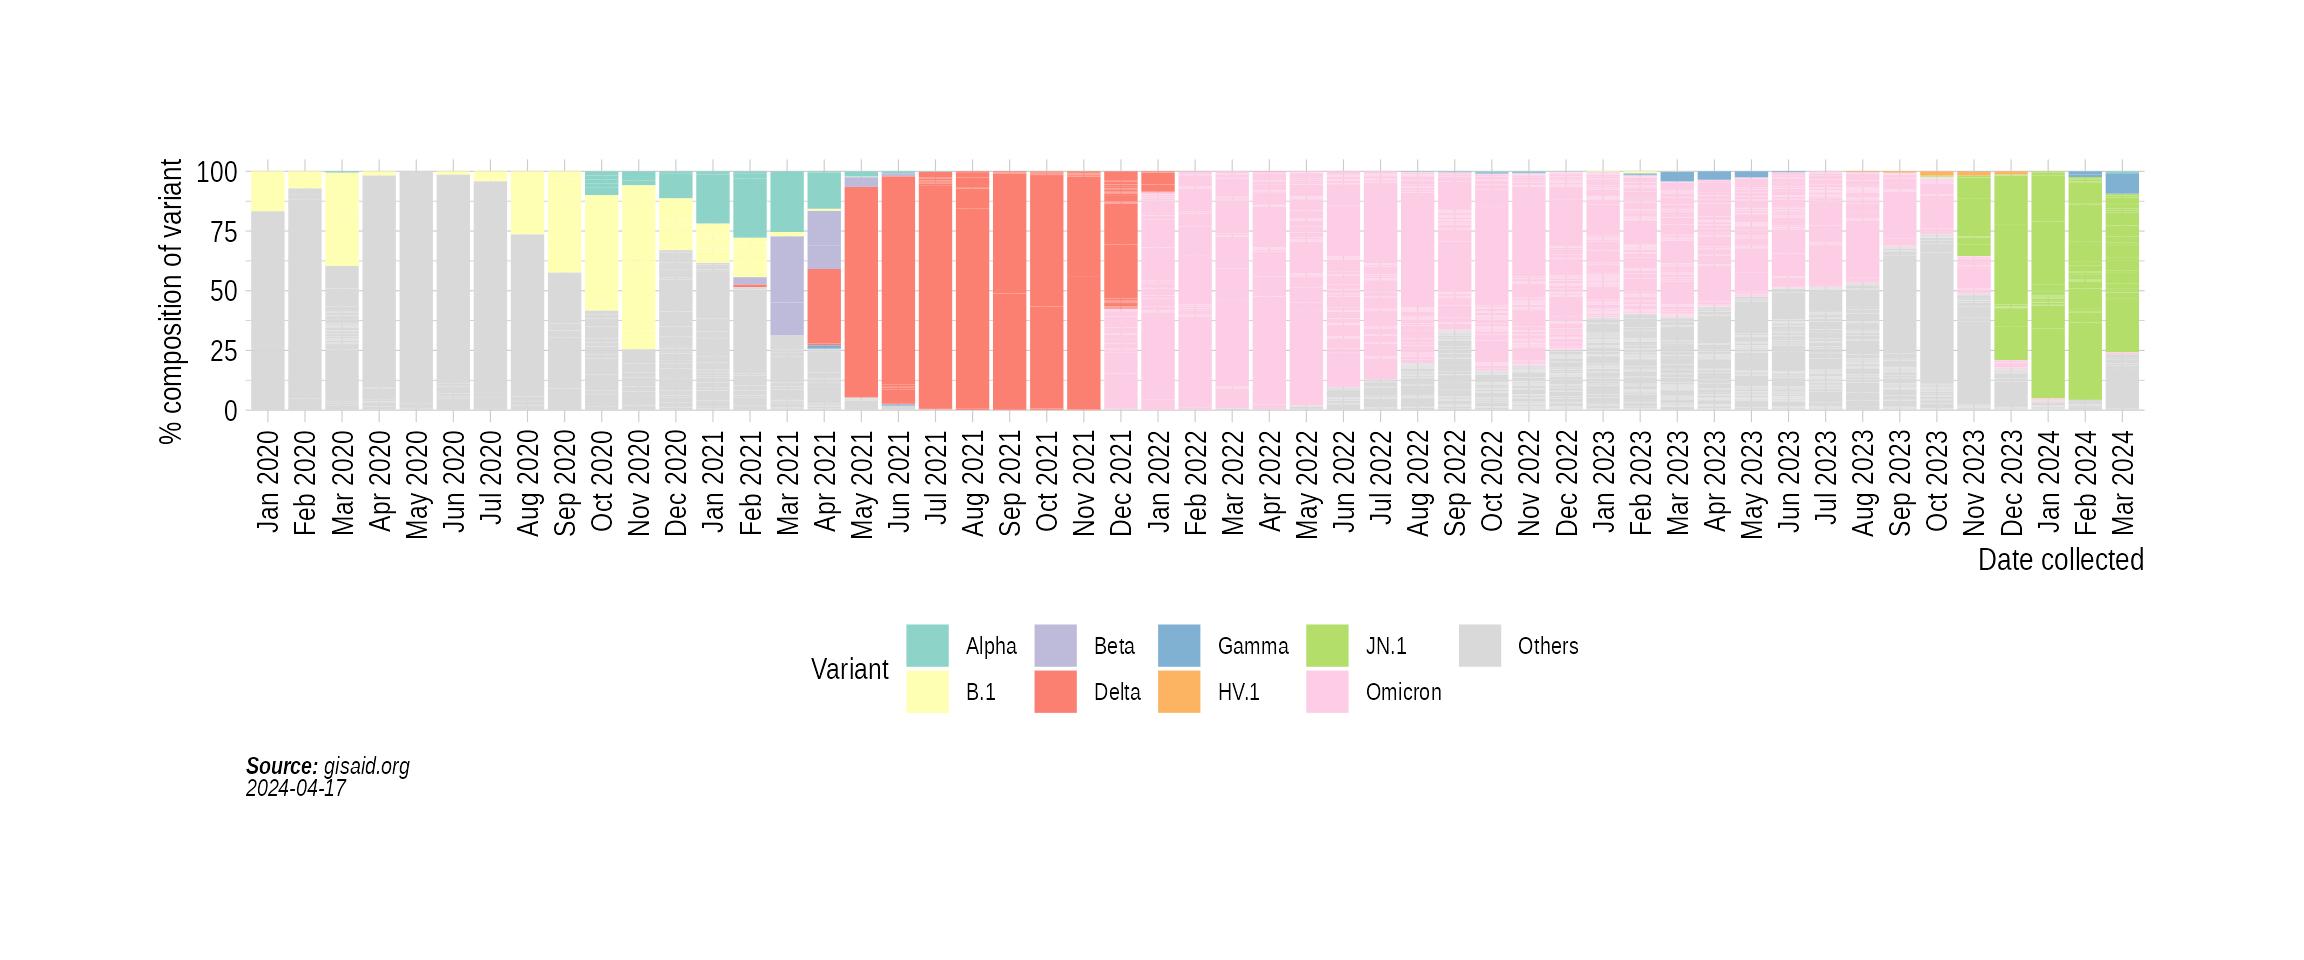 % composition of variant
100
75
50
25
0
Jan 2020
Feb 2020
Mar 2020
Apr 2020
May 2020
Jun 2020
Jul 2020
Aug 2020
Sep 2020
Oct 2020
Nov 2020
Dec 2020
Jan 2021
Feb 2021
Mar 2021
Apr 2021
May 2021
Jun 2021
Jul 2021
Aug 2021
Sep 2021
Oct 2021
Nov 2021
Dec 2021
Jan 2022
Feb 2022
Mar 2022
Apr 2022
May 2022
Jun 2022
Jul 2022
Aug 2022
Sep 2022
Oct 2022
Nov 2022
Dec 2022
Jan 2023
Feb 2023
Mar 2023
Apr 2023
May 2023
Jun 2023
Jul 2023
Aug 2023
Sep 2023
Oct 2023
Nov 2023
Dec 2023
Jan 2024
Feb 2024
Mar 2024
Date collected
Variant
Alpha
Beta
Gamma
JN.1
Others
B.1
Delta
HV.1
Omicron
Source: gisaid.org
2024-04-17